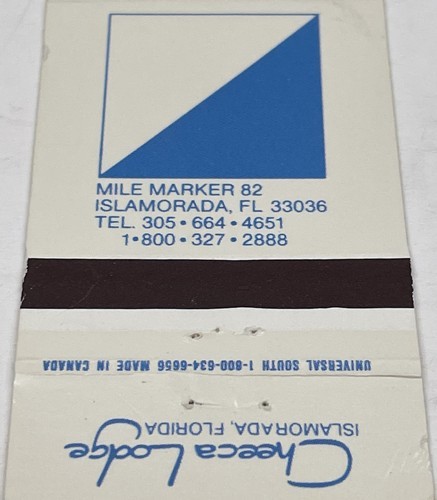 MILE MARKER 82
ISLAMORADA, FL 33036
TEL. 305•664•4651
1•800•327•2888
UNIVERSAL SOUTH 1-800-634-6656 MADE IN CANADA
Cheeca Lodge
ISLAMORADA, FLORIDA